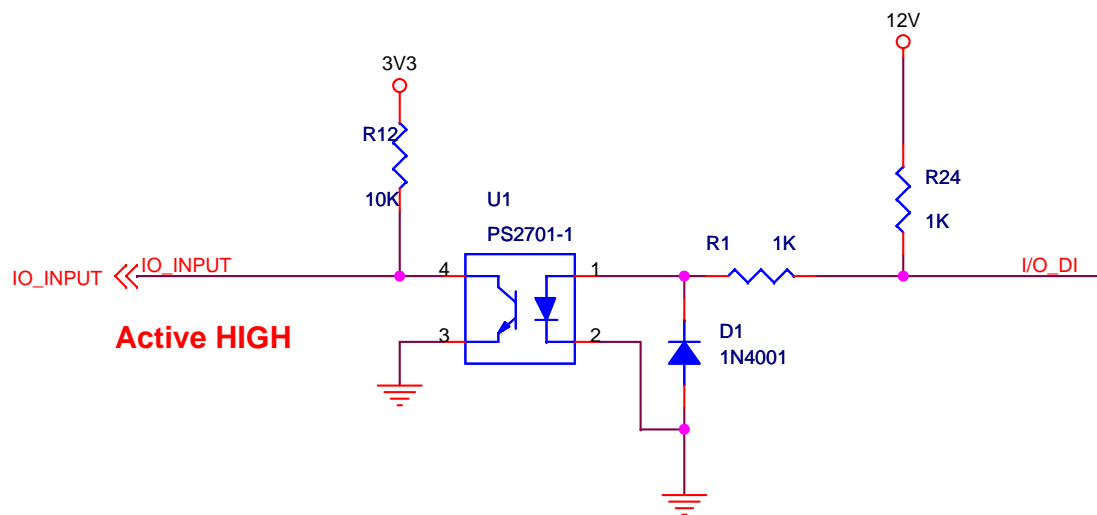 12V
3V3
R12
10K
U1
PS2701-1
R24
1K
R1 1K
IO_INPUT
IO_INPUT
4
1
I/O_DI
Active HIGH
3
2
D1
1N4001